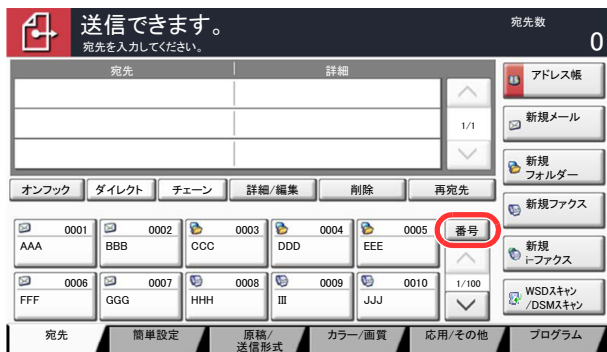 送信できます。
宛先を入力してください。
宛先数
0
宛先 詳細
1/1
アドレス帳
新規メール
新規
フォルダー
新規ファクス
新規
i-ファクス
WSDスキャン
/DSMスキャン
オンフック ダイレクト チェーン 詳細/編集 削除 再宛先
0001 0002 0003 0004 0005 番号
AAA BBB CCC DDD EEE
0006 0007 0008 0009 0010 1/100
FFF GGG HHH III JJJ
宛先 簡単設定 原稿/
送信形式 カラー/画質 応用/その他 プログラム